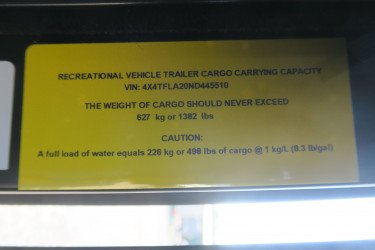 RECREATIONAL VEHICLE TRAILER CARGO CARRYING CAPACITY
VIN: 4X4TFLA20ND445510
THE WEIGHT OF CARGO SHOULD NEVER EXCEED
627 kg or 1382 lbs
CAUTION:
A full load of water equals 226 kg or 498 lbs of cargo @ 1 kg/L (8.3 lb/gal)